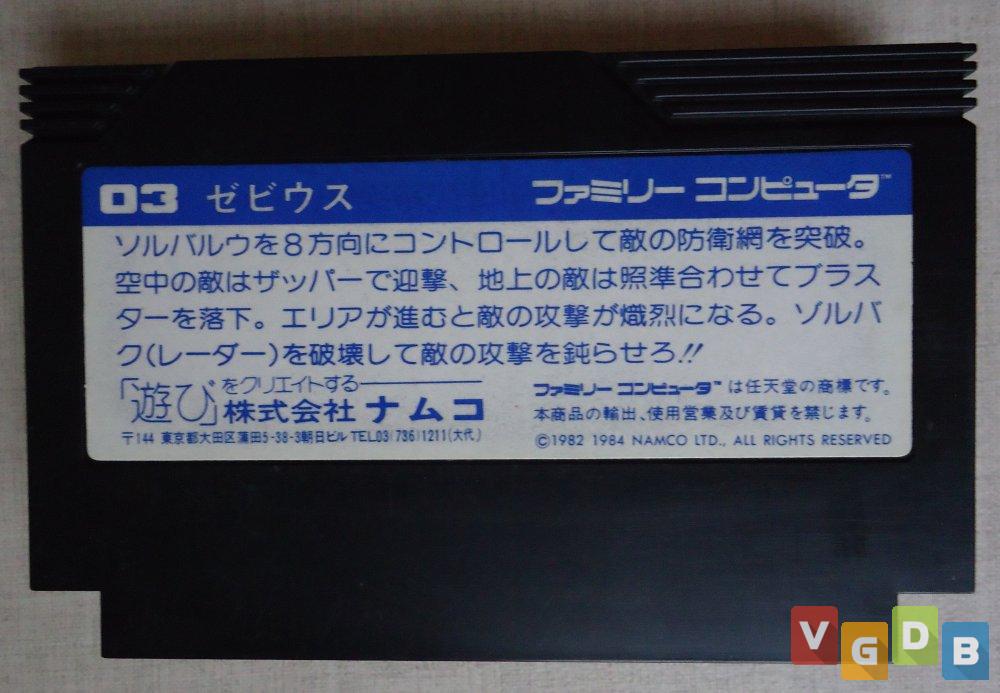 03 ゼビウス
ファミリー コンピュータ™
ソルバルウを8方向にコントロールして敵の防衛網を突破。
空中の敵はザッパーで迎撃、地上の敵は照準合わせてブラス
ターを落下。エリアが進むと敵の攻撃が熾烈になる。ゾルバ
ク(レーダー)を破壊して敵の攻撃を鈍らせろ!!
「遊び」をクリエイトする
株式会社 ナムコ
〒144 東京都大田区蒲田5-38-3朝日ビル TEL03(736)1211(大代)
ファミリー コンピュータ™ は任天堂の商標です。
本商品の輸出、使用営業及び賃貸を禁じます。
©1982 1984 NAMCO LTD., ALL RIGHTS RESERVED
VGDB